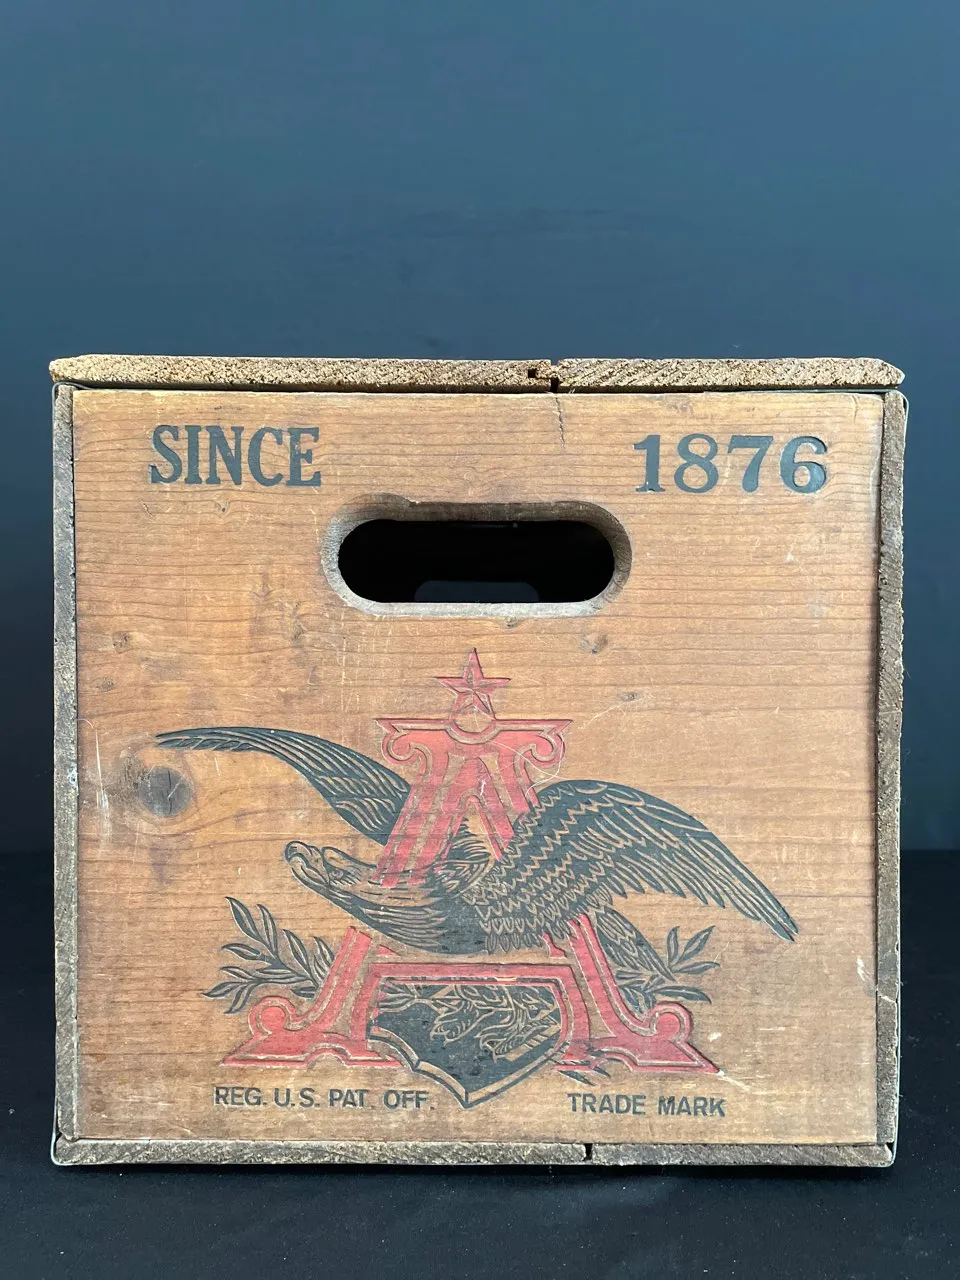 SINCE 1876
A
REG. U.S. PAT. OFF. TRADE MARK